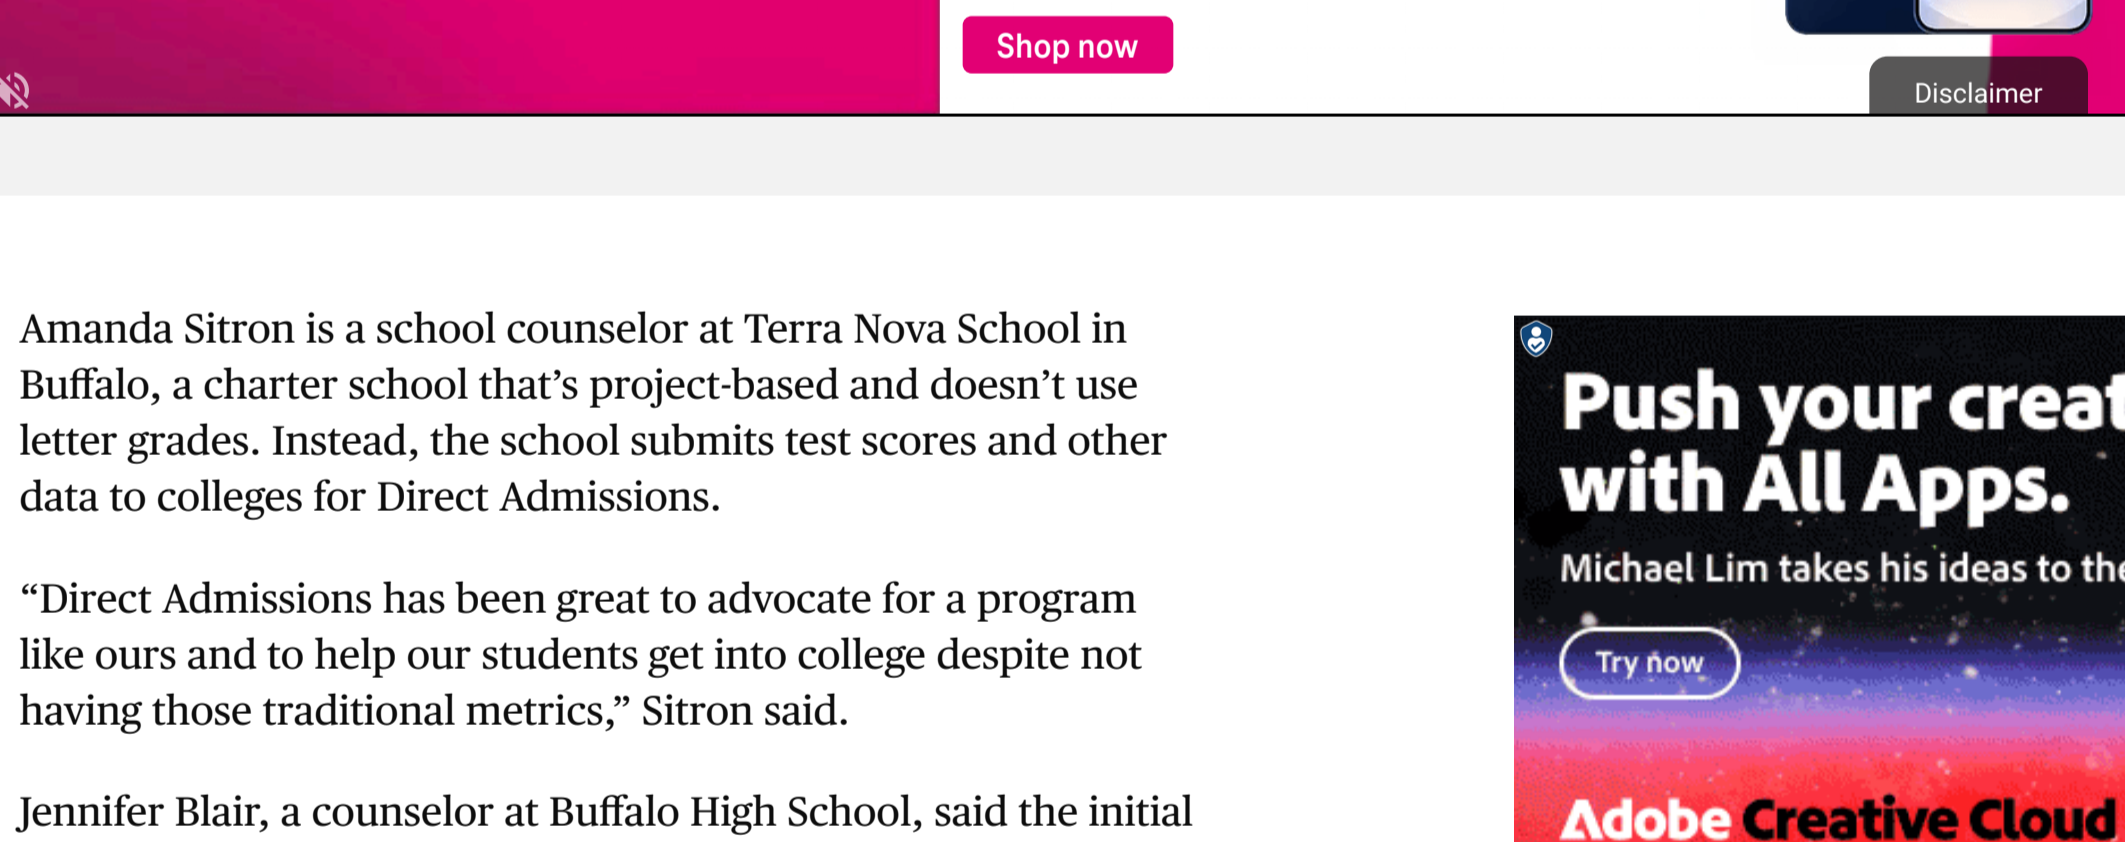 Shop now
Disclaimer
Amanda Sitron is a school counselor at Terra Nova School in
Buffalo, a charter school that’s project-based and doesn’t use
letter grades. Instead, the school submits test scores and other
data to colleges for Direct Admissions.
“Direct Admissions has been great to advocate for a program
like ours and to help our students get into college despite not
having those traditional metrics,” Sitron said.
Jennifer Blair, a counselor at Buffalo High School, said the initial
Push your creat
with All Apps.
Michael Lim takes his ideas to the
Try now
Adobe Creative Cloud